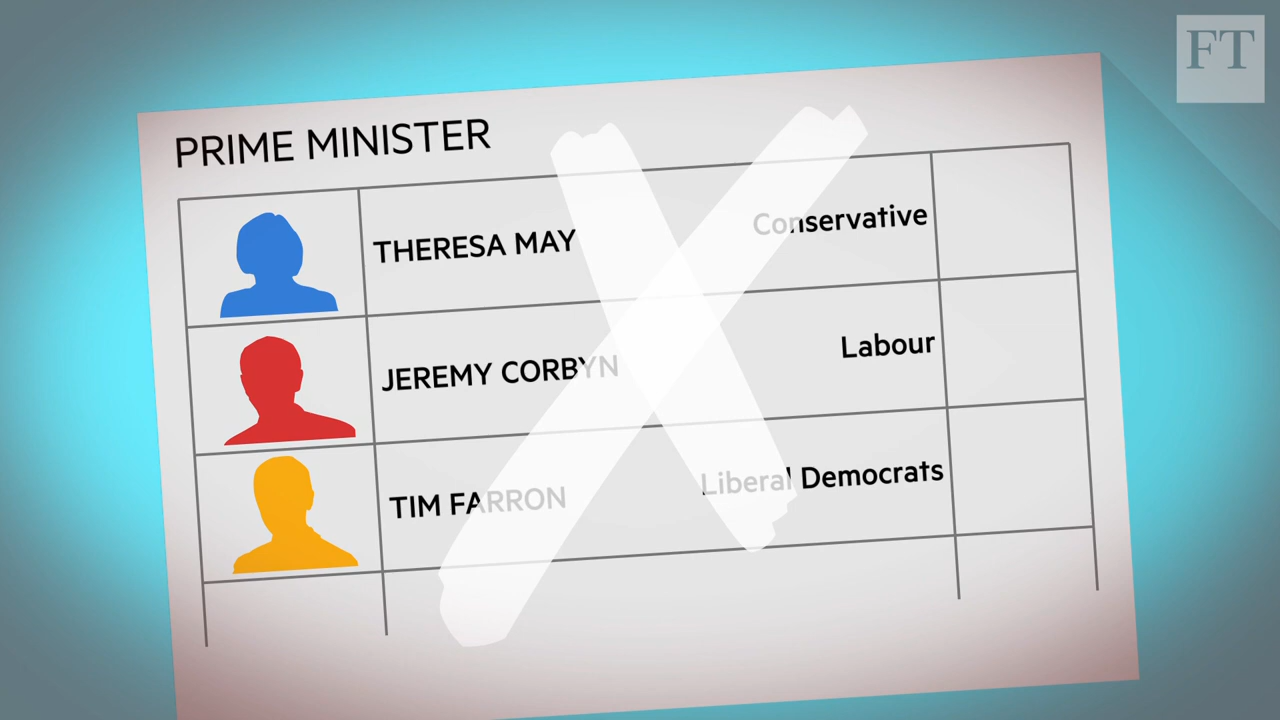 FT
PRIME MINISTER
THERESA MAY Conservative
JEREMY CORBYN Labour
TIM FARRON Liberal Democrats